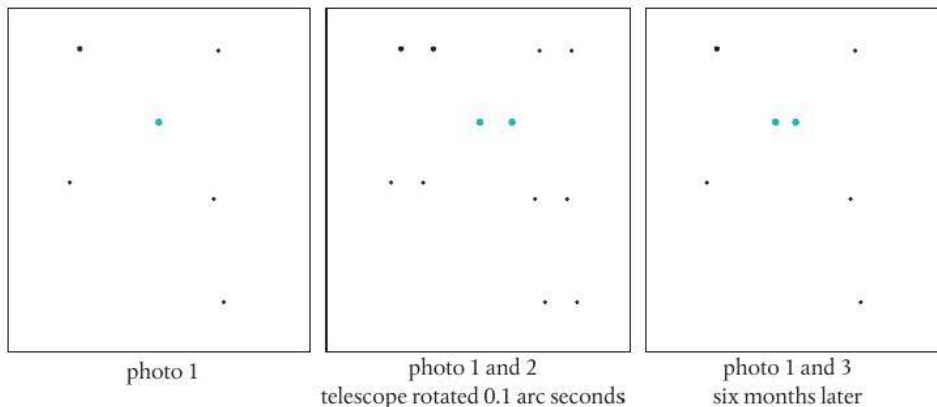 photo 1
photo 1 and 2
telescope rotated 0.1 arc seconds
photo 1 and 3
six months later